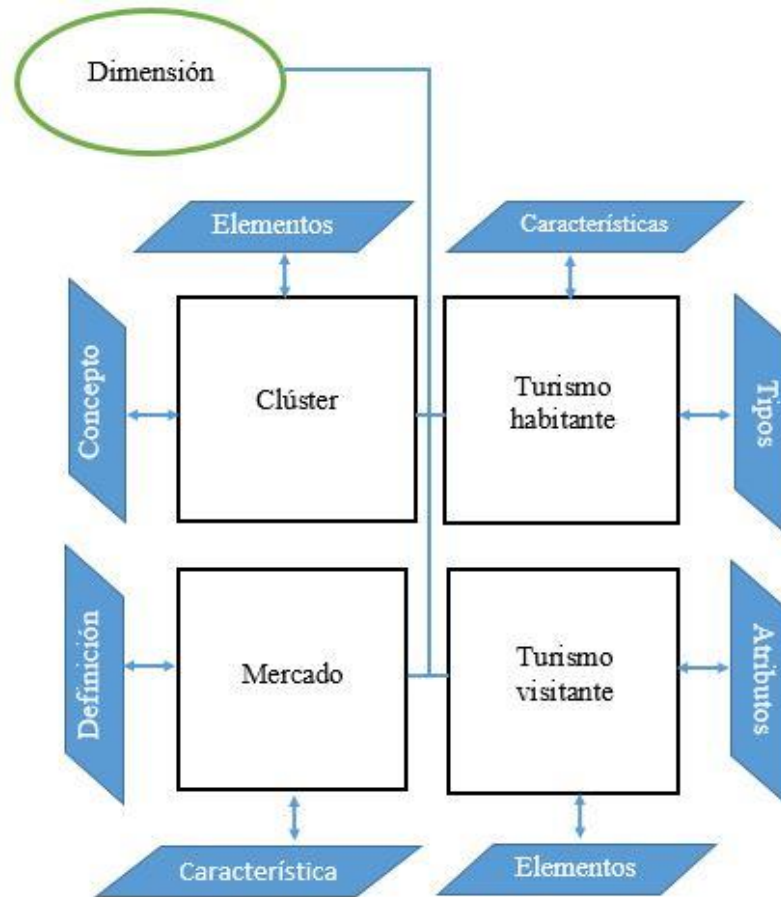 Dimensión
Elementos
Características
Concepto
Clúster
Turismo
habitante
Tipos
Definición
Mercado
Turismo
visitante
Atributos
Característica
Elementos